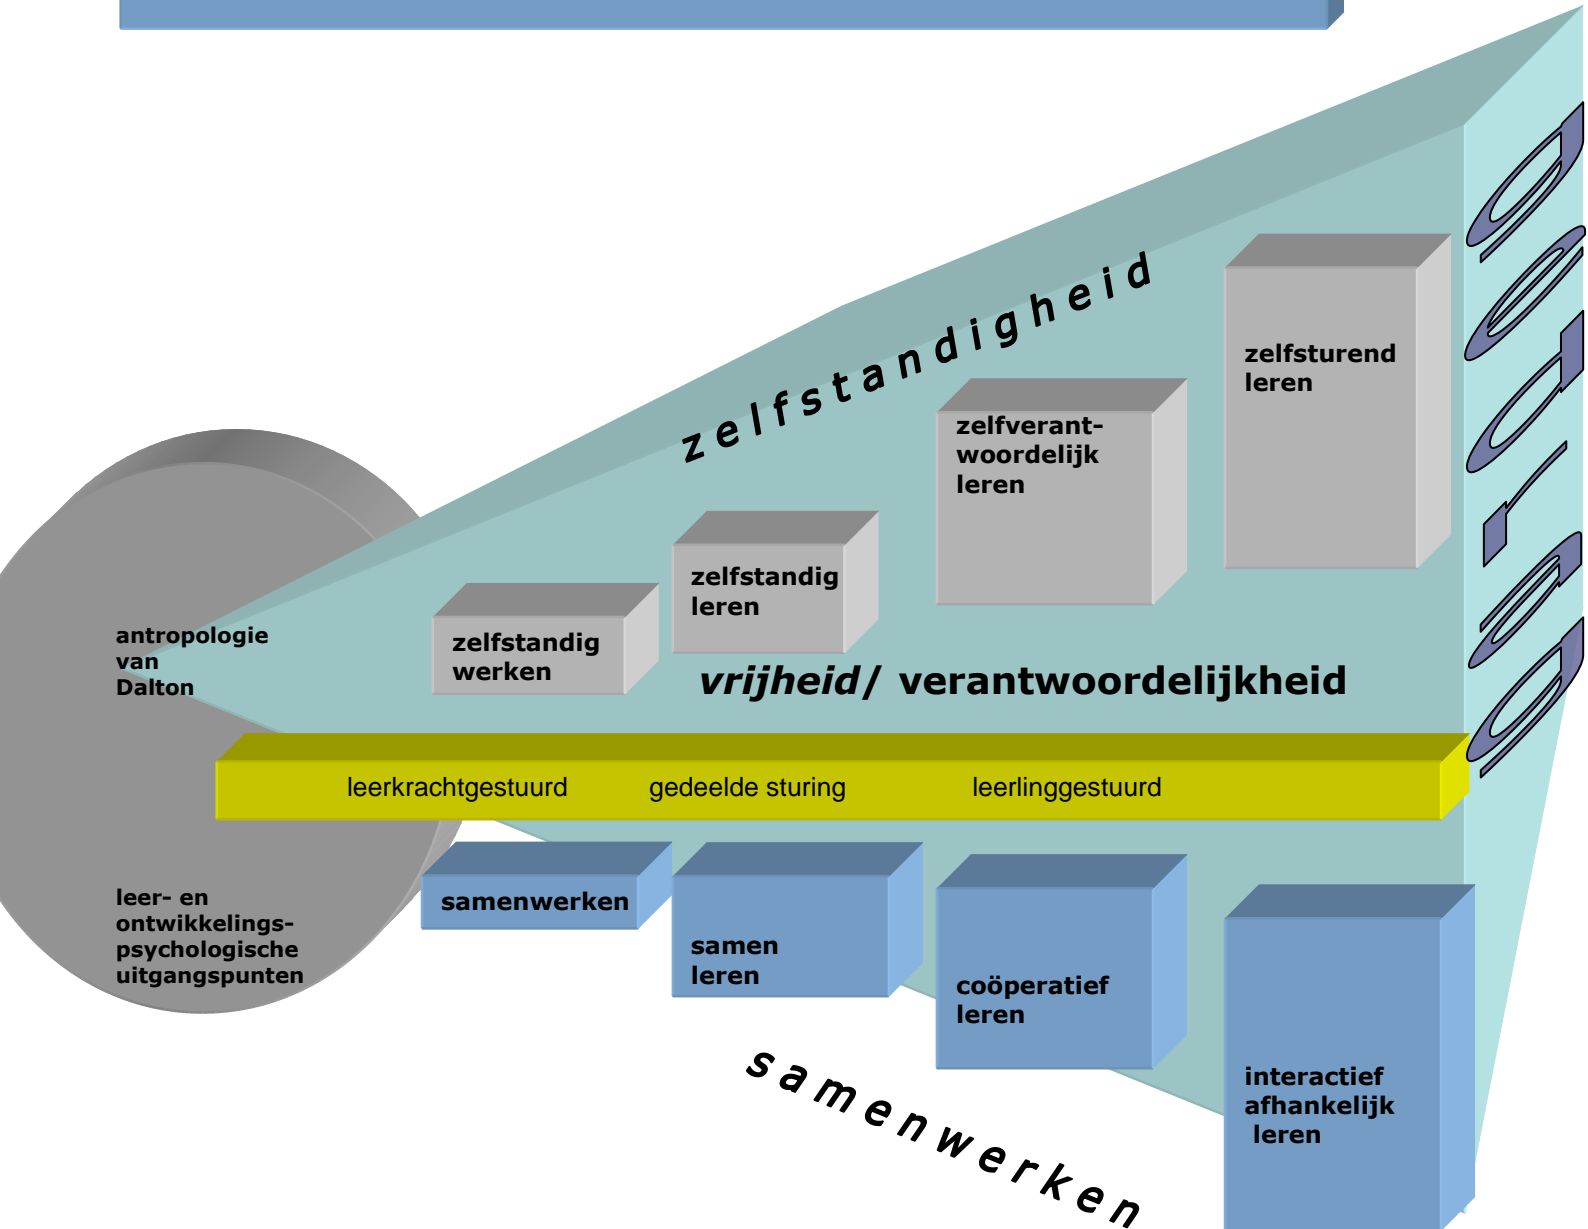 zelfstandigheid
zelfsturend
leren
zelfverant-
woordelijk
leren
zelfstandig
leren
zelfstandig
werken
antropologie
van
Dalton
vrijheid/ verantwoordelijkheid
gedrag
leerkrachtgestuurd gedeelde sturing leerlinggestuurd
leer- en
ontwikkelings-
psychologische
uitgangspunten
samenwerken
samen
leren
coöperatief
leren
interactief
afhankelijk
leren
samenwerken